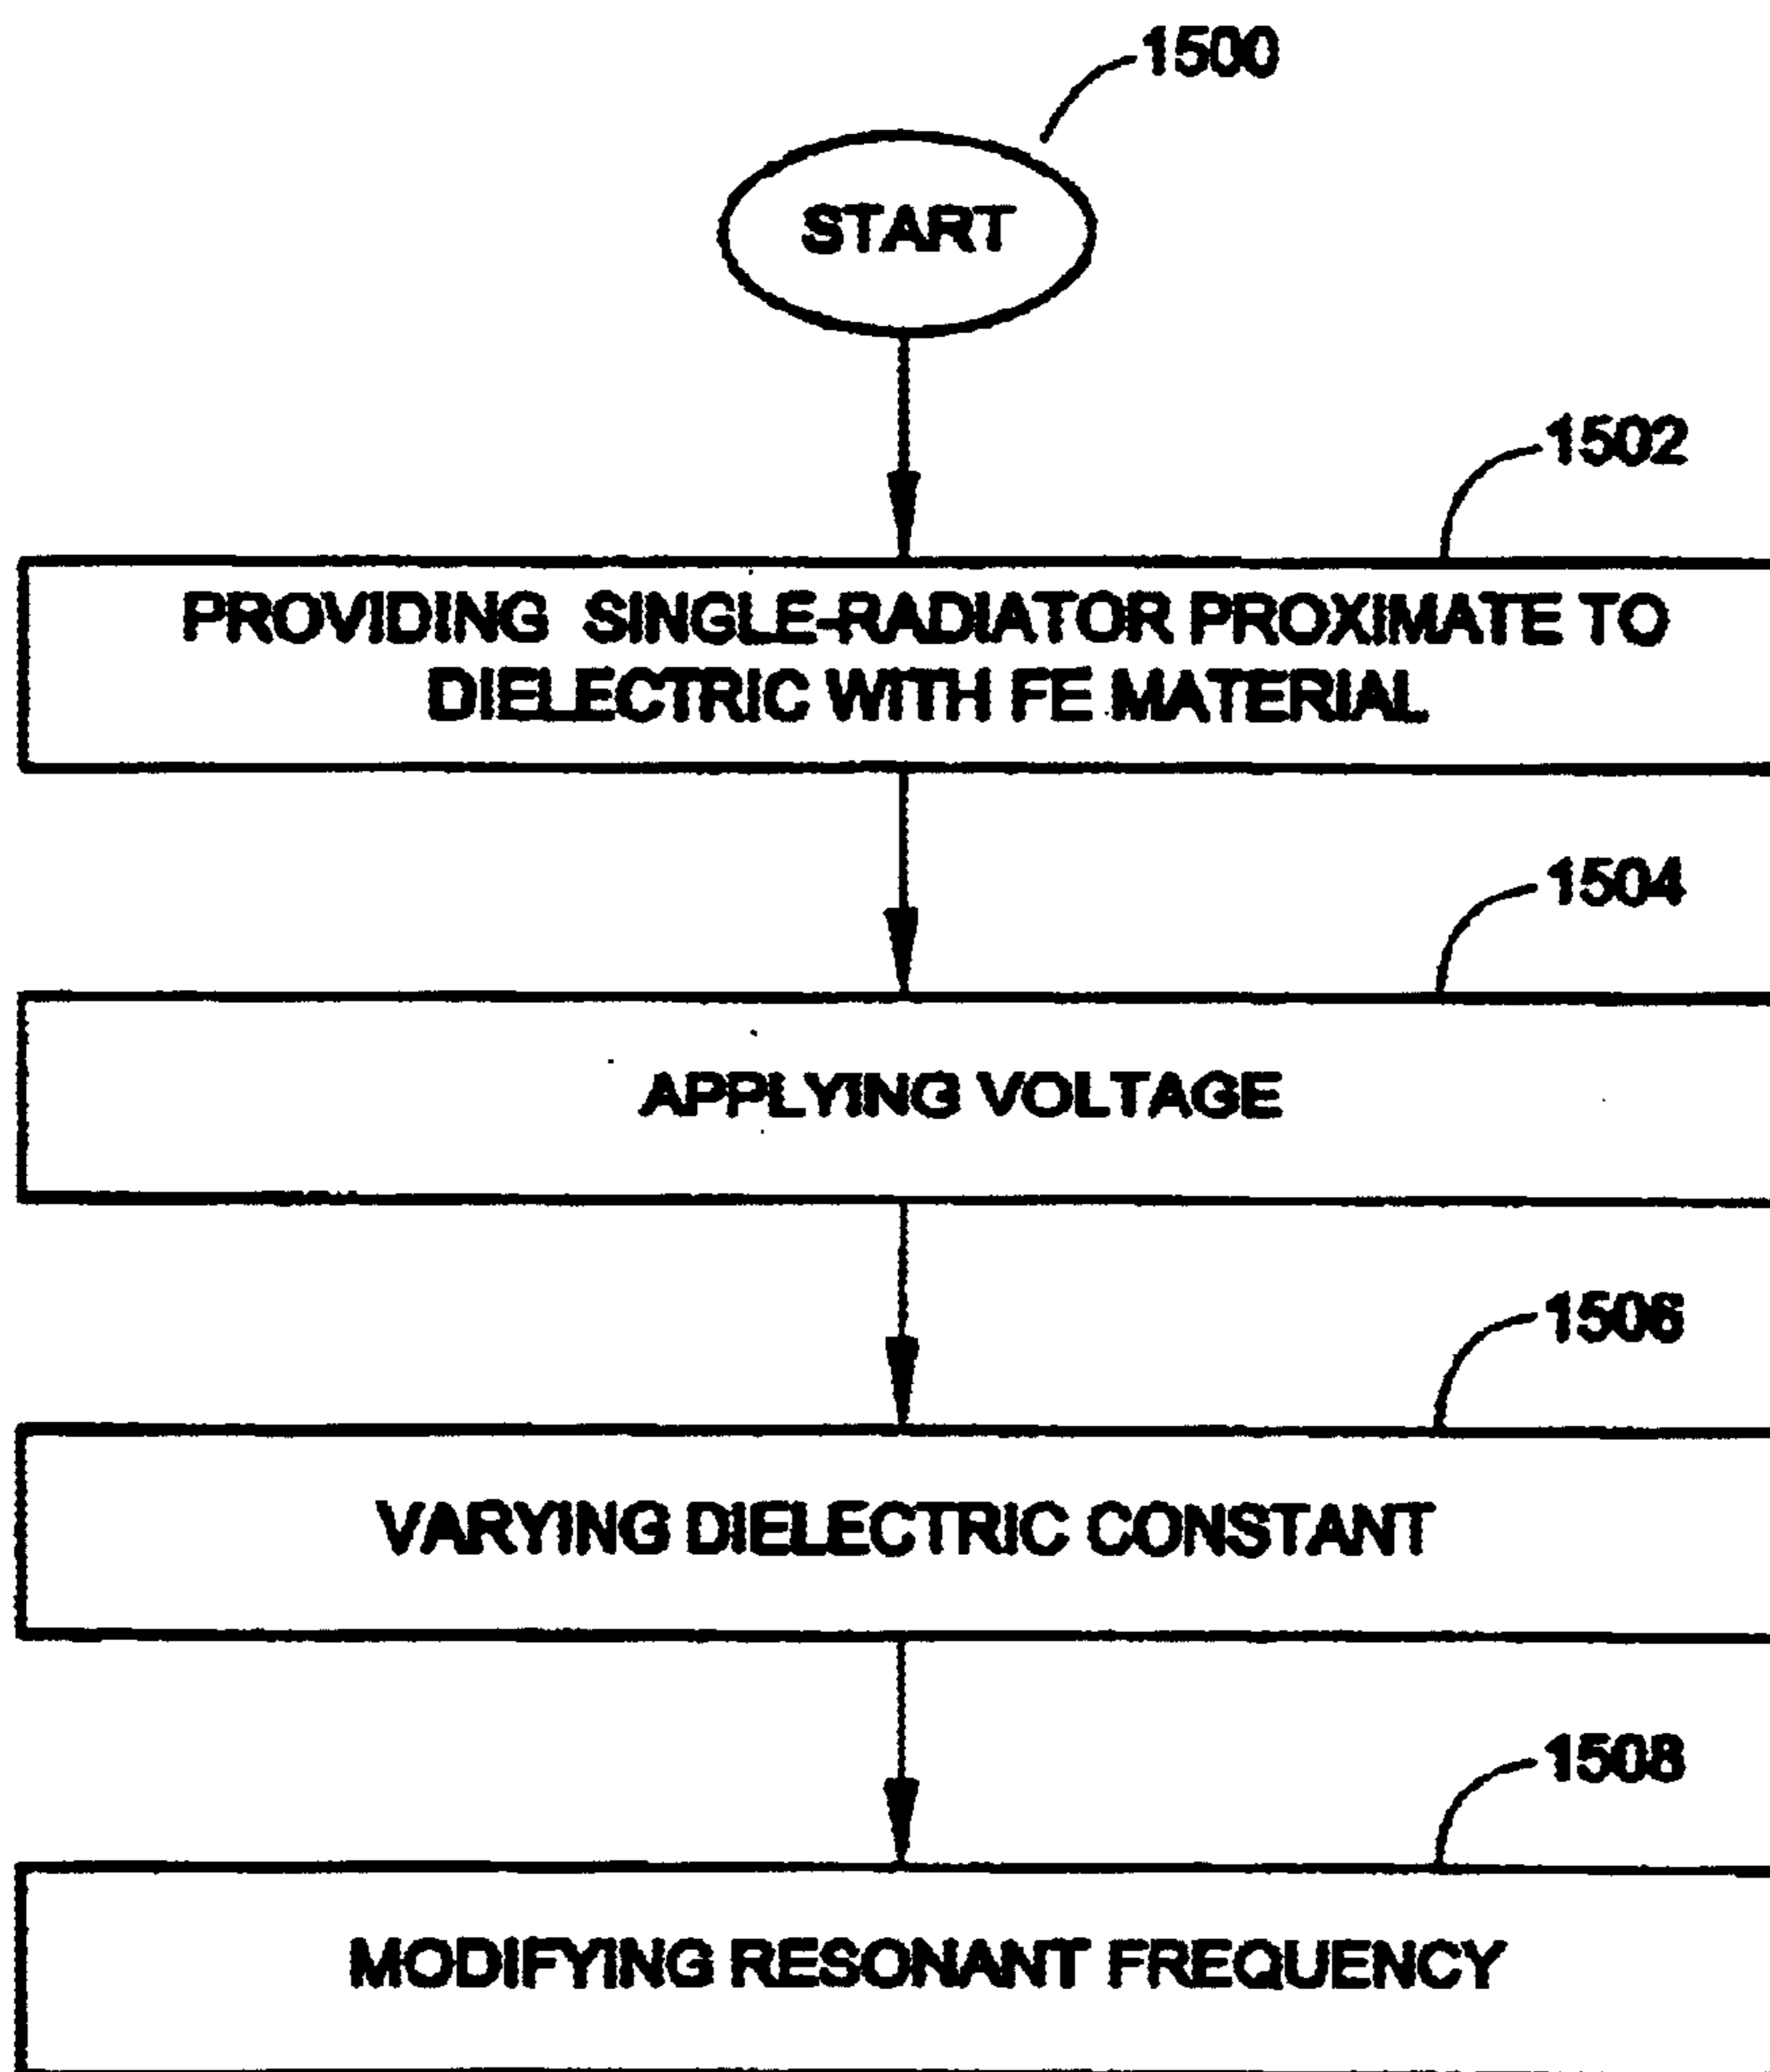 1500
START
1502
PROVIDING SINGLE-RADIATOR PROXIMATE TO
DIELECTRIC WITH FE MATERIAL
1504
APPLYING VOLTAGE
1506
VARYING DIELECTRIC CONSTANT
1508
MODIFYING RESONANT FREQUENCY